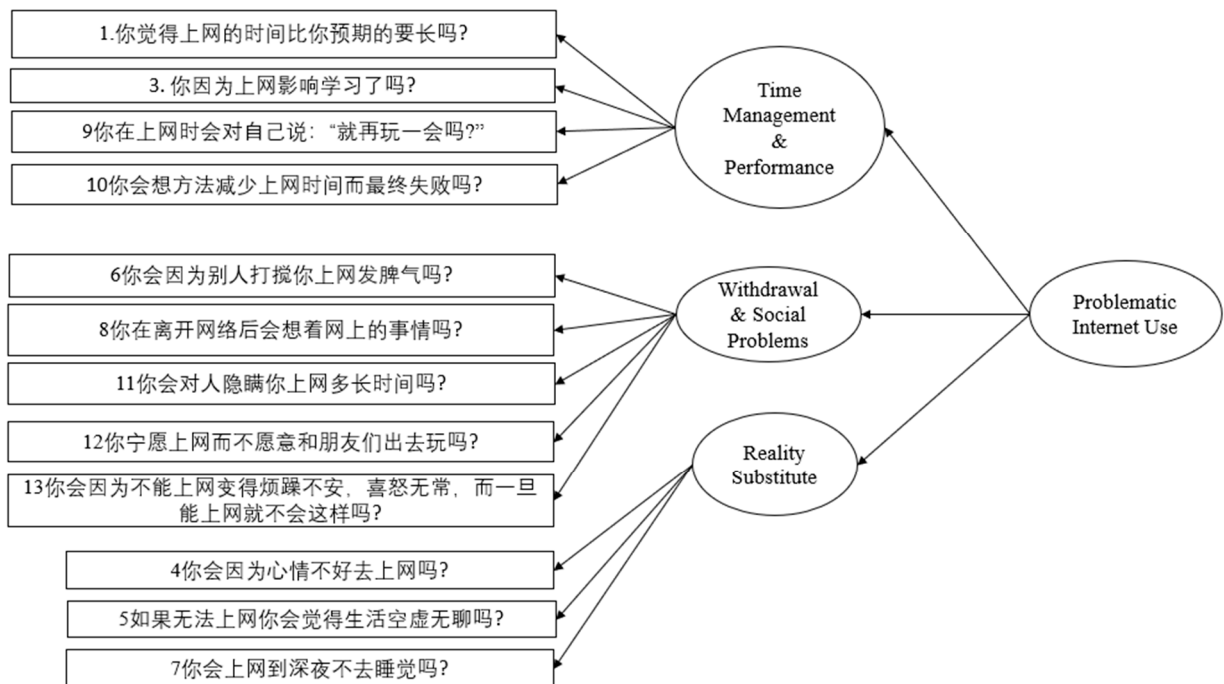 1.你觉得上网的时间比你预期的要长吗?
3. 你因为上网影响学习了吗?
9你在上网时会对自己说：“就再玩一会吗?”
10你会想方法减少上网时间而最终失败吗?
6你会因为别人打搅你上网发脾气吗?
8你在离开网络后会想着网上的事情吗?
11你会对人隐瞒你上网多长时间吗?
12你宁愿上网而不愿意和朋友们出去玩吗?
13你会因为不能上网变得烦躁不安，喜怒无常，而一旦
能上网就不会这样吗?
4你会因为心情不好去上网吗?
5如果无法上网你会觉得生活空虚无聊吗?
7你会上网到深夜不去睡觉吗?
Time
Management
&
Performance
Withdrawal
& Social
Problems
Reality
Substitute
Problematic
Internet Use